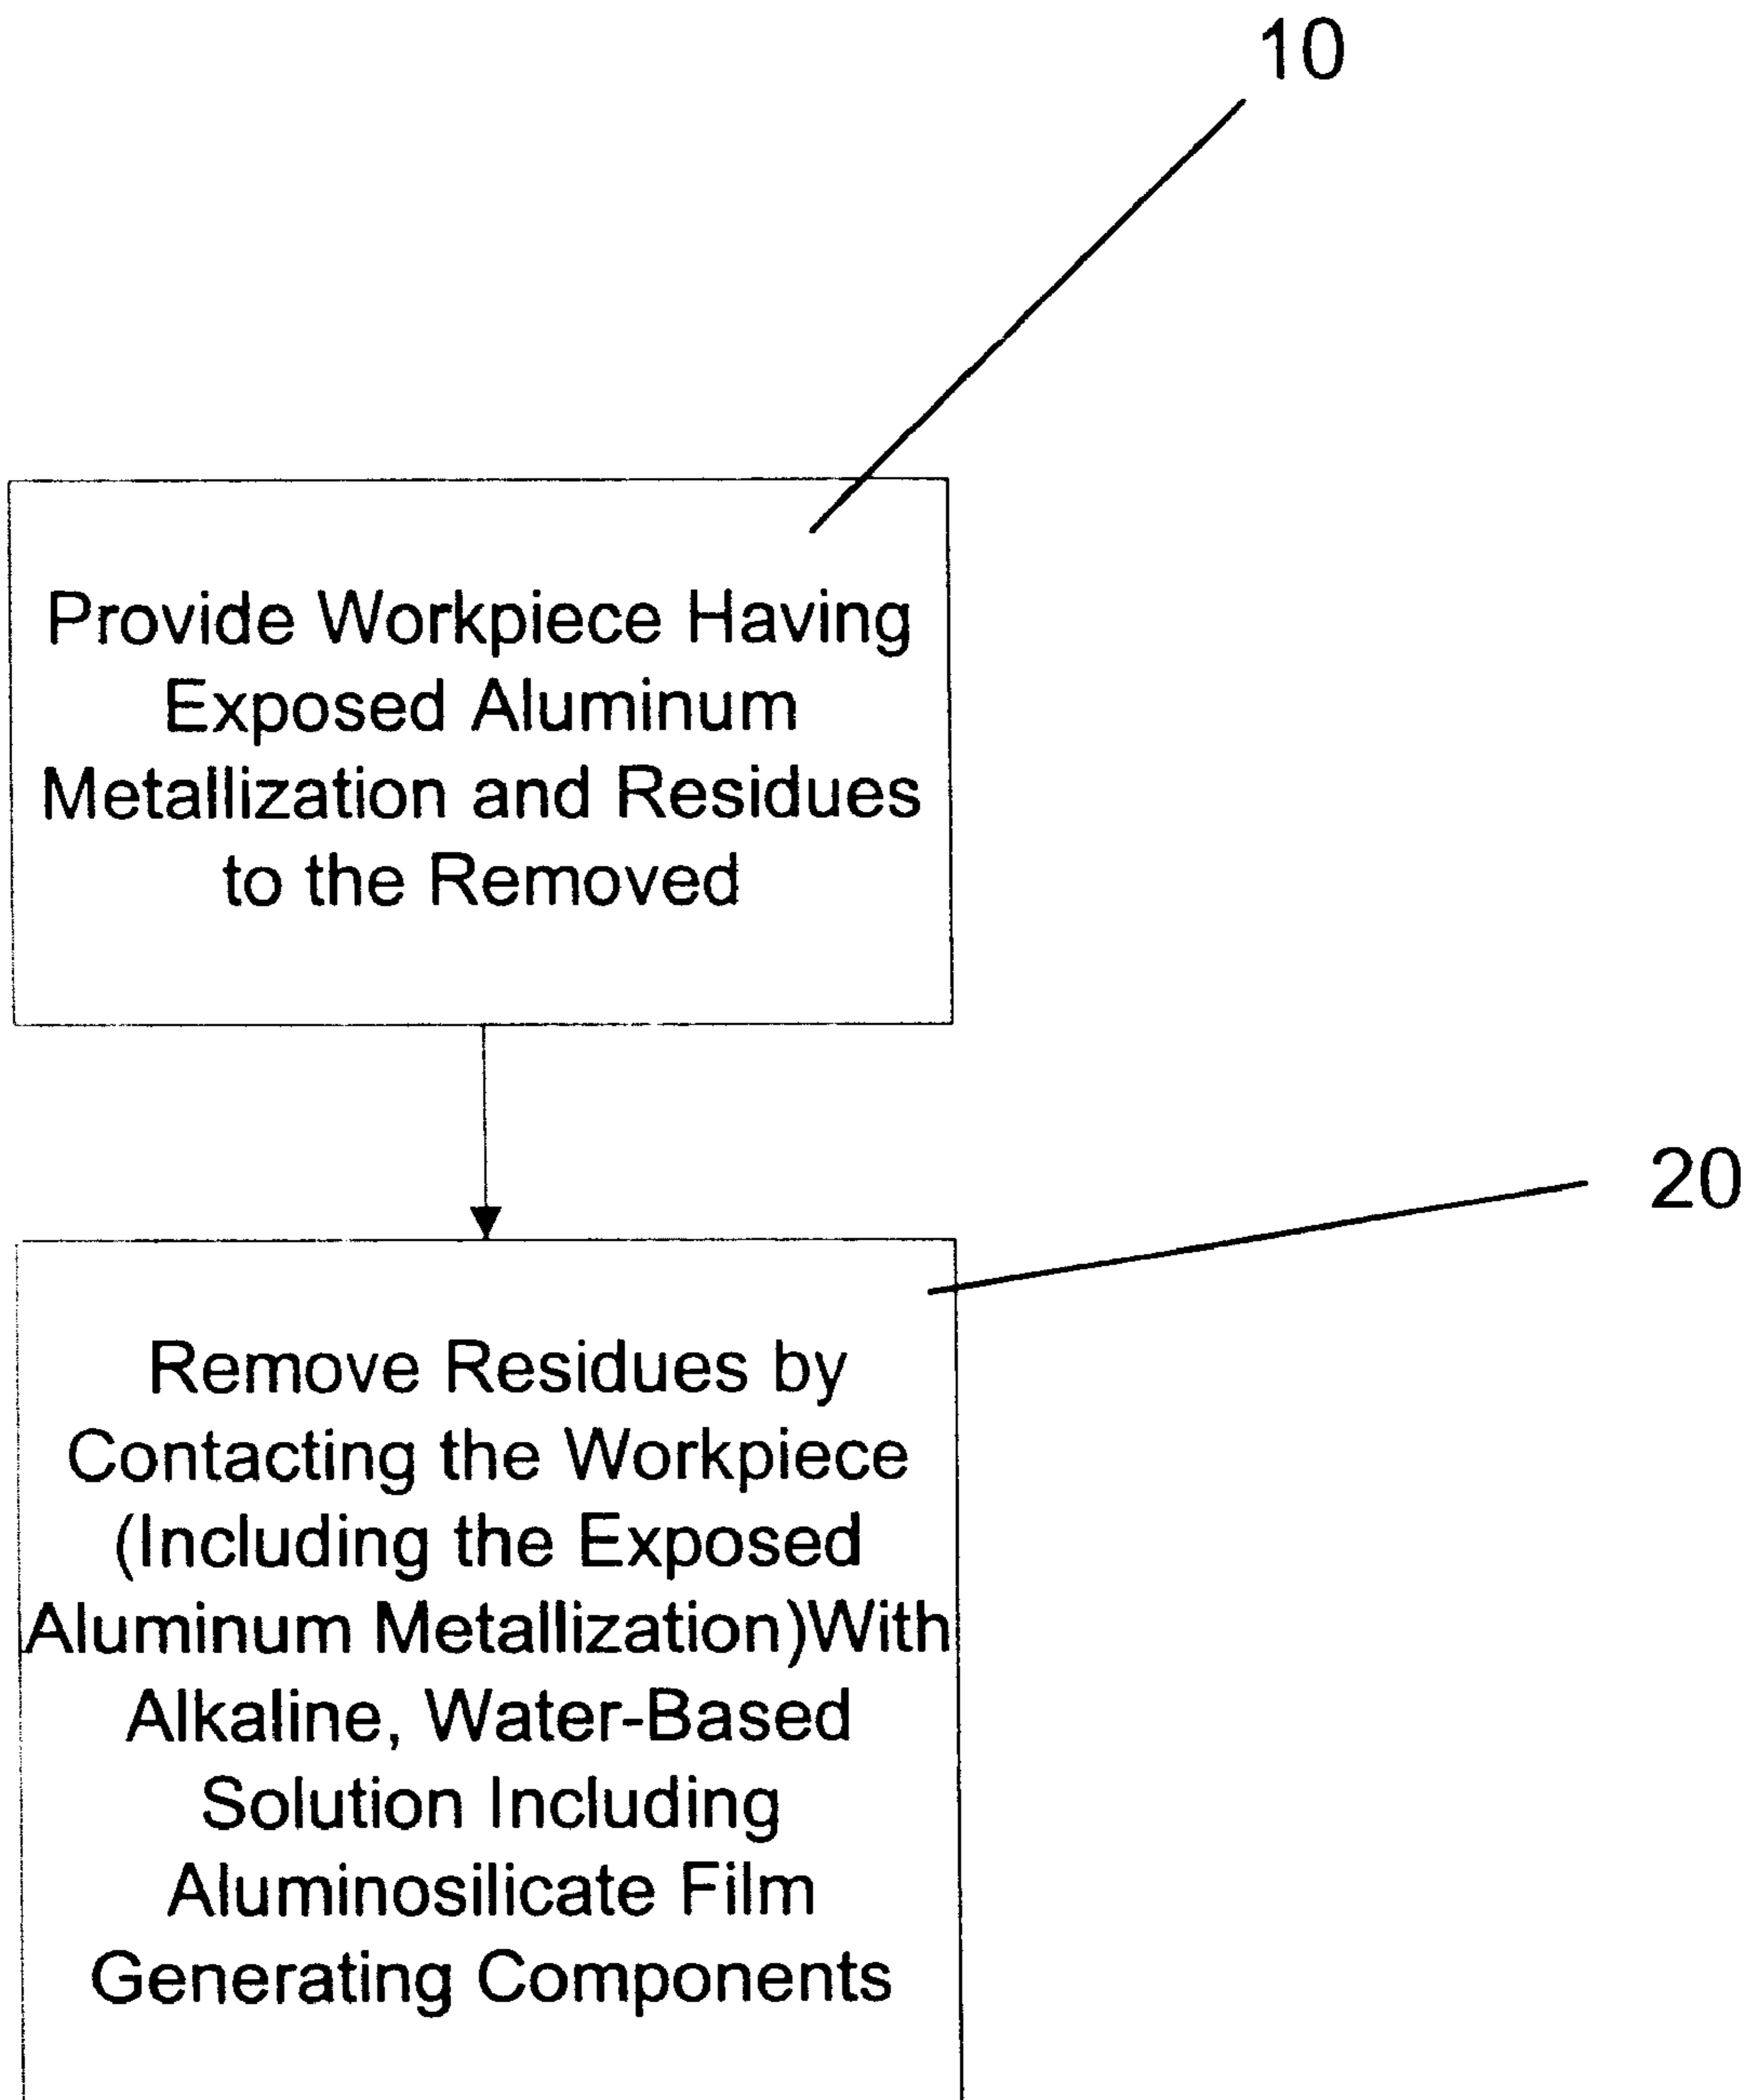 10
Provide Workpiece Having
Exposed Aluminum
Metallization and Residues
to the Removed
20
Remove Residues by
Contacting the Workpiece
(Including the Exposed
Aluminum Metallization)With
Alkaline, Water-Based
Solution Including
Aluminosilicate Film
Generating Components